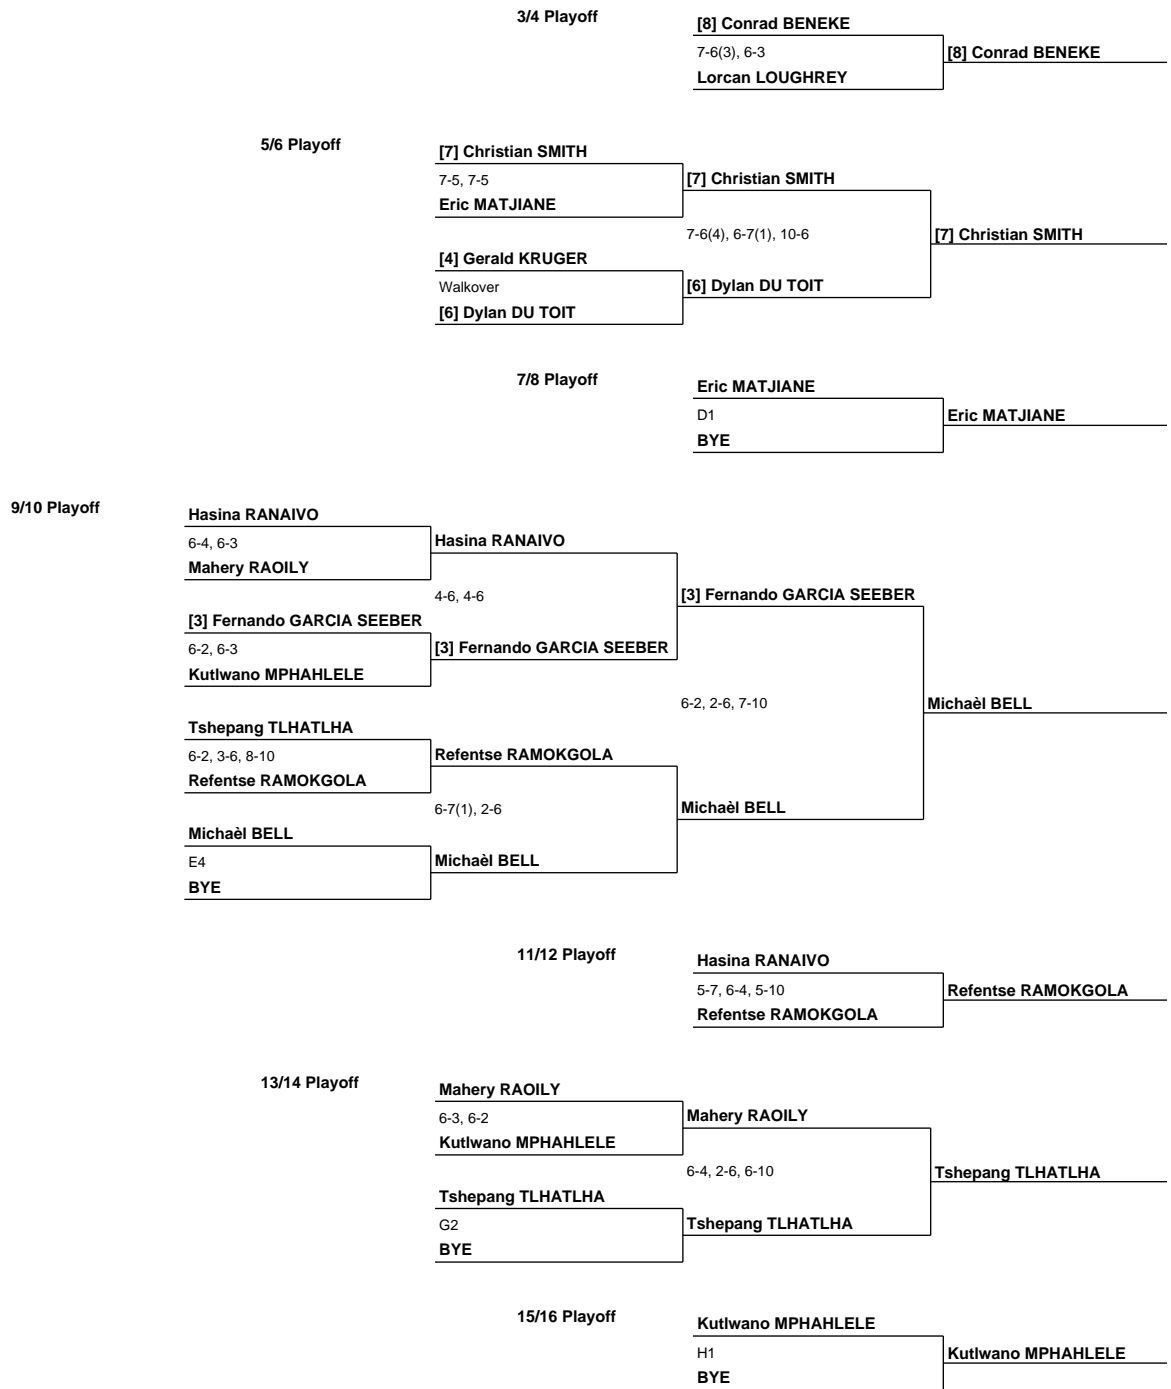 3/4 Playoff
[8] Conrad BENEKE
7-6(3), 6-3
[8] Conrad BENEKE
Lorcan LOUGHREY
5/6 Playoff
[7] Christian SMITH
7-5, 7-5
[7] Christian SMITH
Eric MATJIANE
7-6(4), 6-7(1), 10-6
[7] Christian SMITH
[4] Gerald KRUGER
Walkover
[6] Dylan DU TOIT
[6] Dylan DU TOIT
7/8 Playoff
Eric MATJIANE
D1
Eric MATJIANE
BYE
9/10 Playoff
Hasina RANAIVO
6-4, 6-3
Hasina RANAIVO
Mahery RAOILY
4-6, 4-6
[3] Fernando GARCIA SEEBER
[3] Fernando GARCIA SEEBER
6-2, 6-3
[3] Fernando GARCIA SEEBER
Kutlwano MPHAHLELE
6-2, 2-6, 7-10
Michaèl BELL
Tshepang TLHATLHA
6-2, 3-6, 8-10
Refentse RAMOKGOLA
Refentse RAMOKGOLA
6-7(1), 2-6
Michaèl BELL
Michaèl BELL
E4
Michaèl BELL
BYE
11/12 Playoff
Hasina RANAIVO
5-7, 6-4, 5-10
Refentse RAMOKGOLA
Refentse RAMOKGOLA
13/14 Playoff
Mahery RAOILY
6-3, 6-2
Mahery RAOILY
Kutlwano MPHAHLELE
6-4, 2-6, 6-10
Tshepang TLHATLHA
Tshepang TLHATLHA
G2
Tshepang TLHATLHA
BYE
15/16 Playoff
Kutlwano MPHAHLELE
H1
Kutlwano MPHAHLELE
BYE